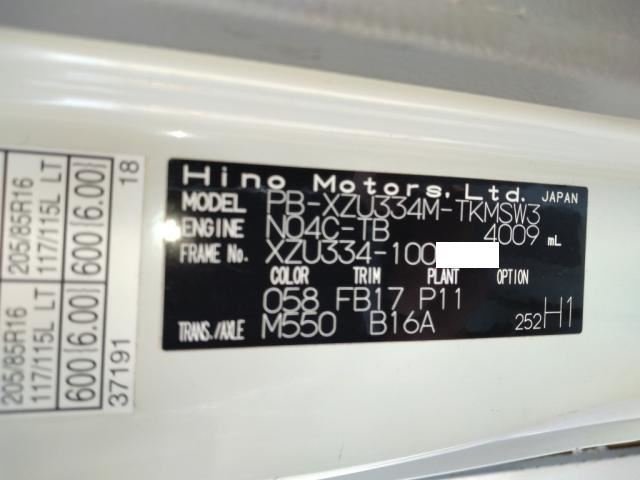 Hino Motors, Ltd. JAPAN
MODEL PB-XZU334M-TKMSW3
ENGINE N04C-TB 4009 mL
FRAME No. XZU334-100
COLOR TRIM PLANT OPTION
058 FB17 P11
TRANS./AXLE M550 B16A 252H1
205/85R16
117/115L LT
600(6.00)
18
205/85R16
117/115L LT
600(6.00)
37191